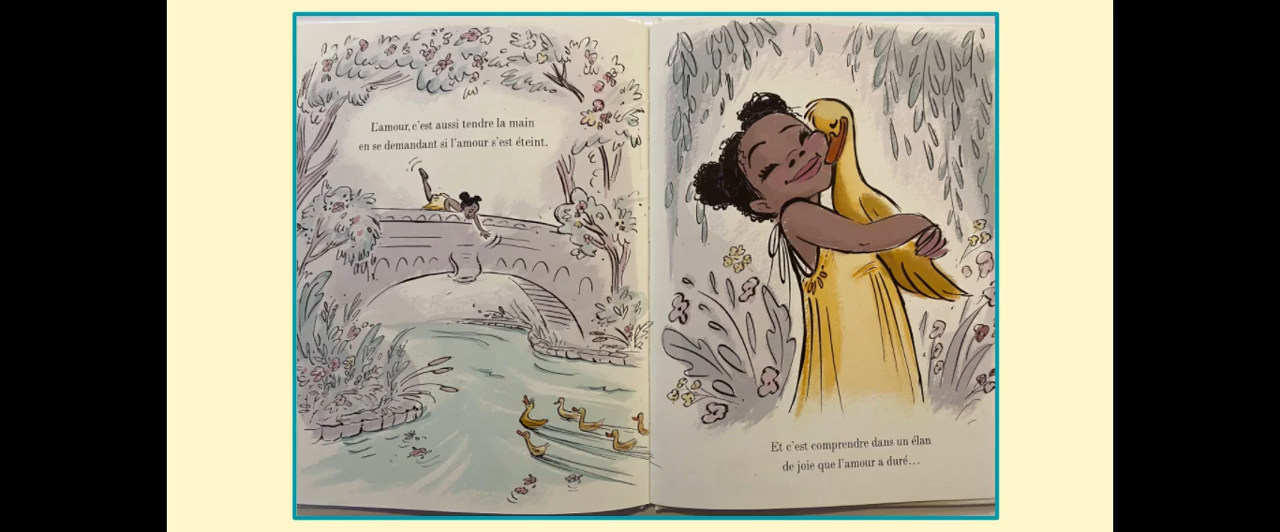 L'amour, c'est aussi tendre la main
en se demandant si l'amour s'est éteint.
Et c'est comprendre dans un élan
de joie que l'amour a duré...